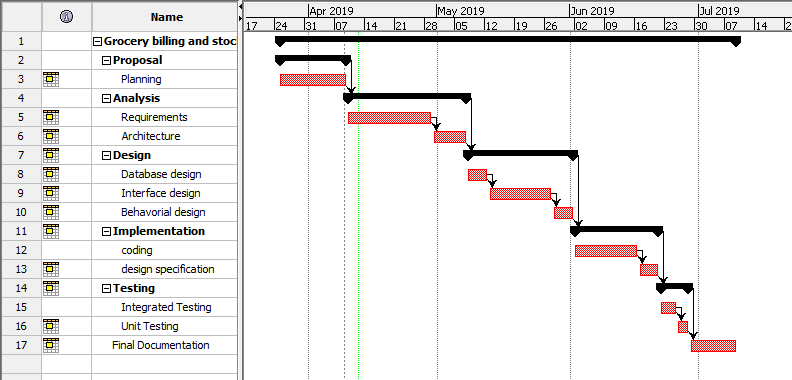 Name
Apr 2019 May 2019 Jun 2019 Jul 2019
17 24 31 07 14 21 28 05 12 19 26 02 09 16 23 30 07 14 21
1 Grocery billing and stoc
2 Proposal
3 Planning
4 Analysis
5 Requirements
6 Architecture
7 Design
8 Database design
9 Interface design
10 Behavorial design
11 Implementation
12 coding
13 design specification
14 Testing
15 Integrated Testing
16 Unit Testing
17 Final Documentation